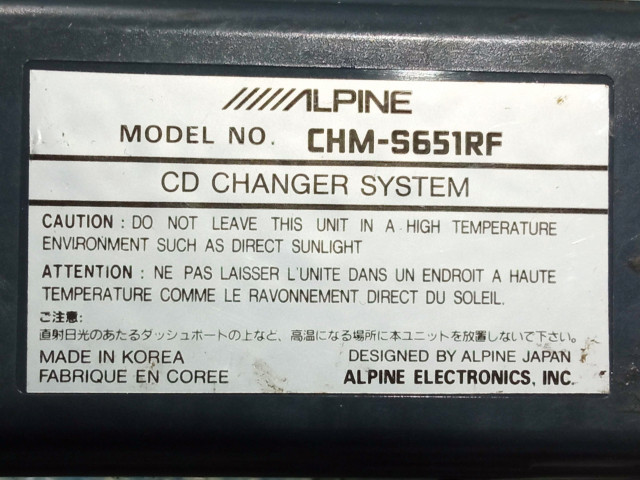 ALPINE
MODEL NO. CHM-S651RF
CD CHANGER SYSTEM
CAUTION : DO NOT LEAVE THIS UNIT IN A HIGH TEMPERATURE
ENVIRONMENT SUCH AS DIRECT SUNLIGHT
ATTENTION : NE PAS LAISSER L'UNITE DANS UN ENDROIT A HAUTE
TEMPERATURE COMME LE RAVONNEMENT DIRECT DU SOLEIL.
ご注意:
直射日光のあたるダッシュボートの上など、高温になる場所に本ユニットを放置しないで下さい。
MADE IN KOREA
DESIGNED BY ALPINE JAPAN
FABRIQUE EN COREE
ALPINE ELECTRONICS, INC.